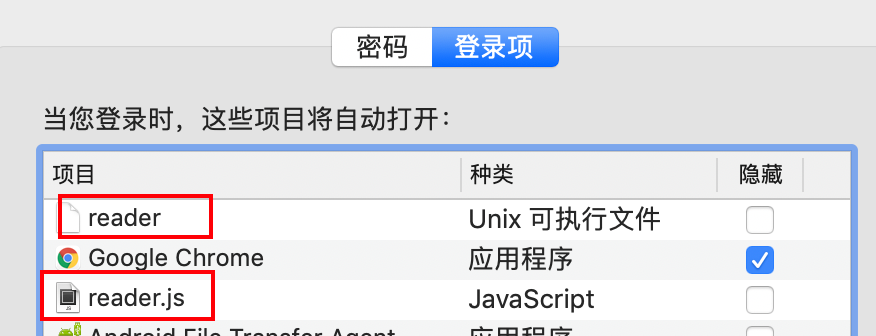 密码 登录项
当您登录时，这些项目将自动打开：
项目 种类 隐藏
reader Unix 可执行文件
Google Chrome 应用程序
reader.js JavaScript
Android File Transfer Agent 应用程序